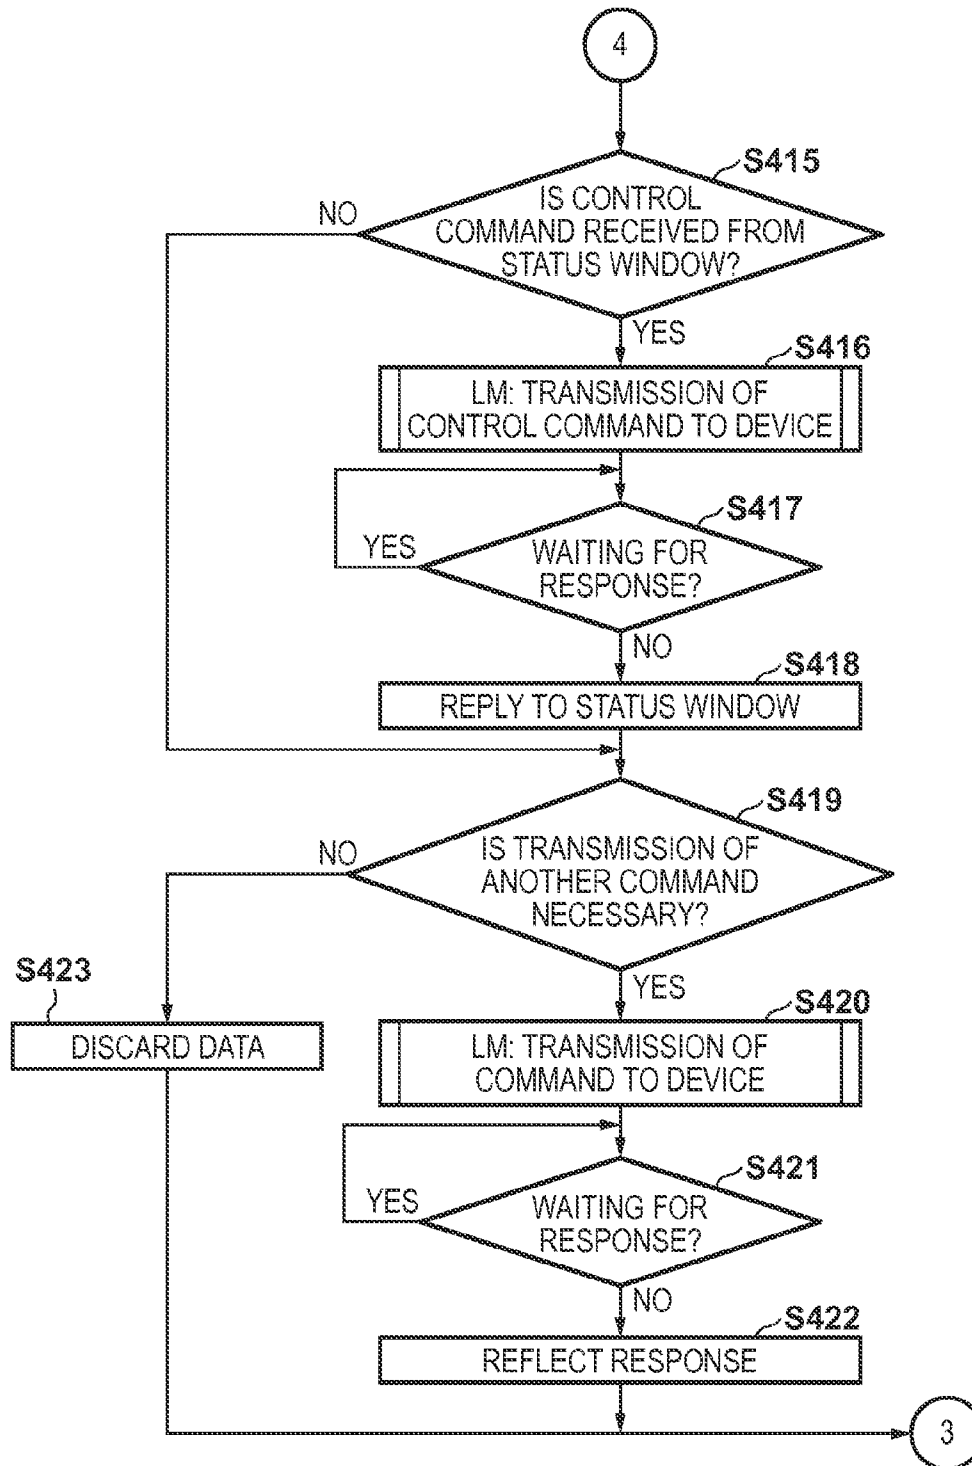 4
S415
IS CONTROL
COMMAND RECEIVED FROM
STATUS WINDOW?
NO
YES
S416
LM: TRANSMISSION OF
CONTROL COMMAND TO DEVICE
S417
WAITING FOR
RESPONSE?
YES
NO
S418
REPLY TO STATUS WINDOW
S419
IS TRANSMISSION OF
ANOTHER COMMAND
NECESSARY?
NO
YES
S423
DISCARD DATA
S420
LM: TRANSMISSION OF
COMMAND TO DEVICE
S421
WAITING FOR
RESPONSE?
YES
NO
S422
REFLECT RESPONSE
3